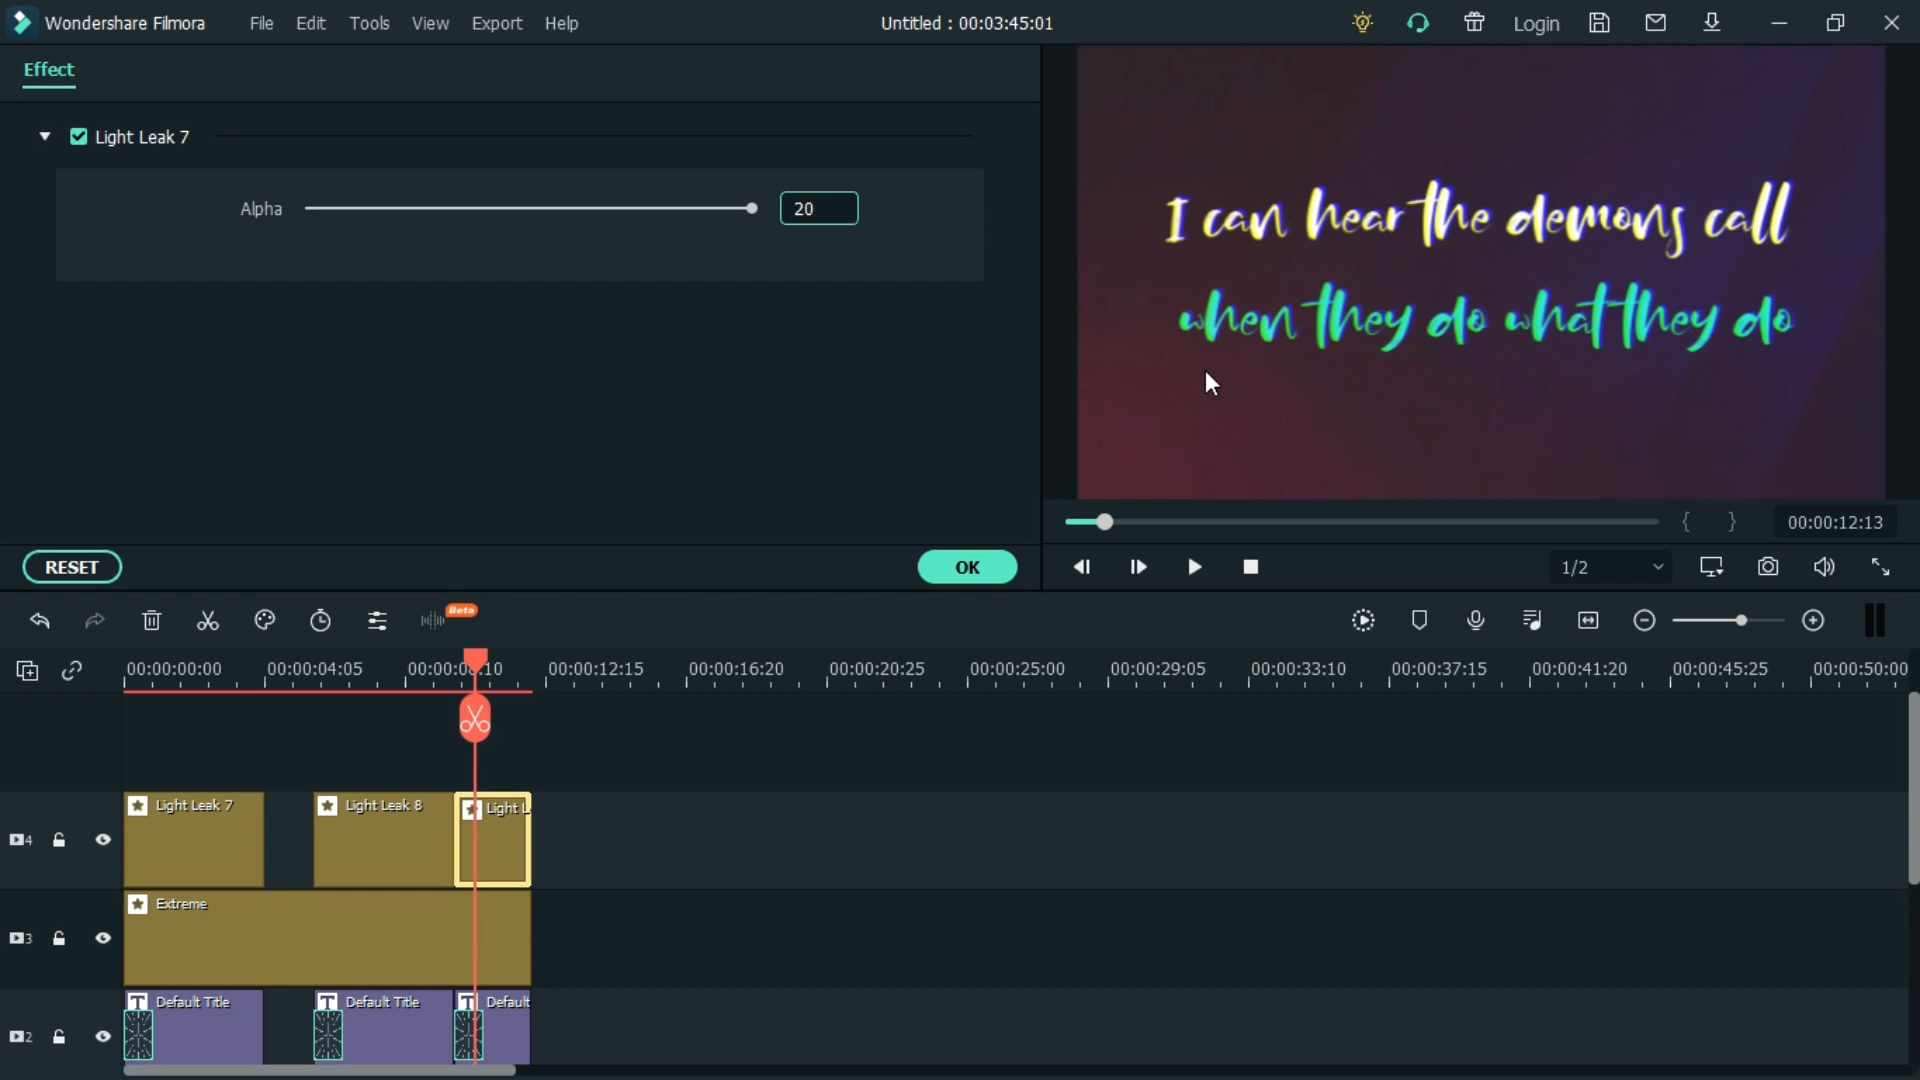 Wondershare Filmora File Edit Tools View Export Help Untitled : 00:03:45:01 Login
Effect
Light Leak 7
Alpha 20
I can hear the demons call
when they do what they do
{ } 00:00:12:13
RESET OK 1/2
Beta
00:00:00:00 00:00:04:05 00:00:08:10 00:00:12:15 00:00:16:20 00:00:20:25 00:00:25:00 00:00:29:05 00:00:33:10 00:00:37:15 00:00:41:20 00:00:45:25 00:00:50:00
4 Light Leak 7 Light Leak 8 Light L
3 Extreme
2 T Default Title T Default Title T Default